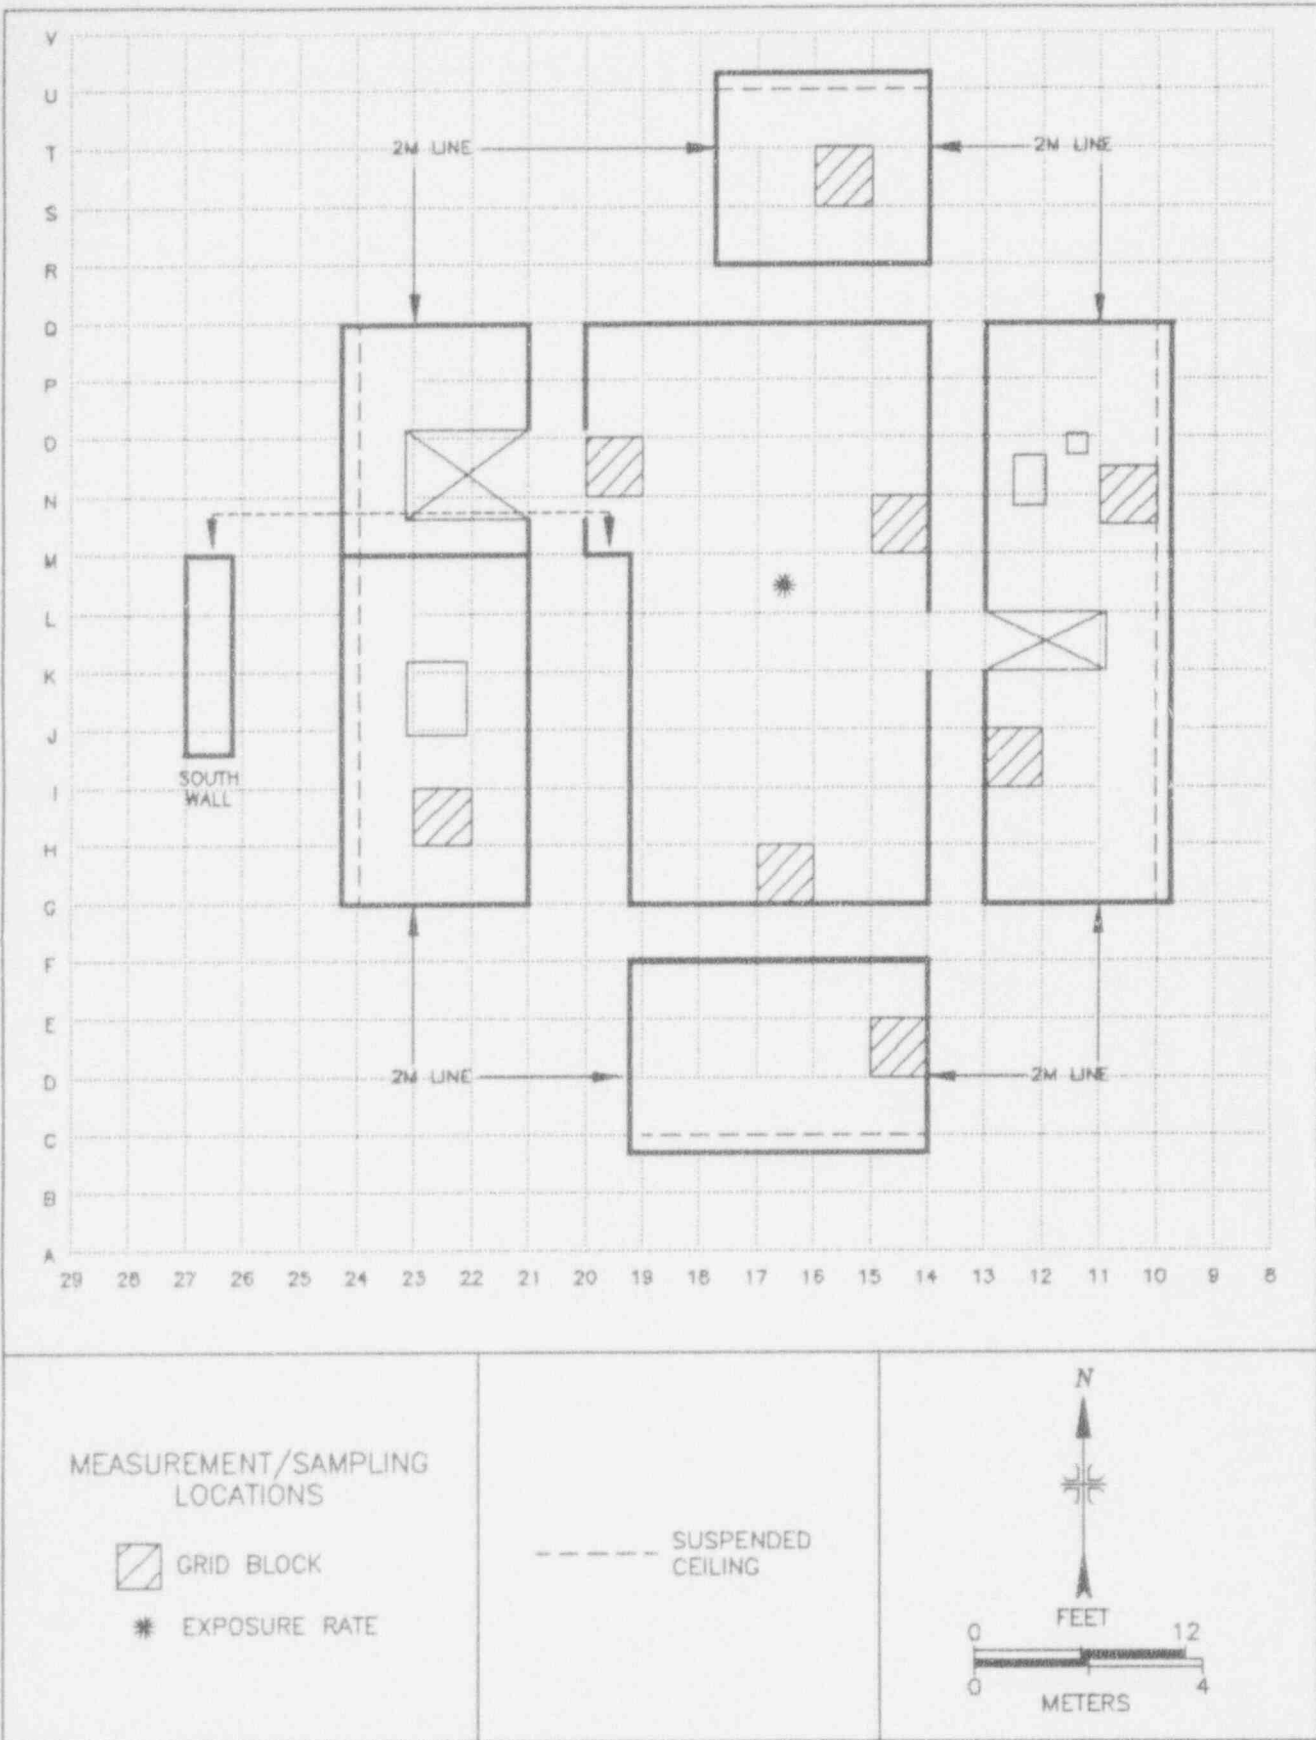 V
U
T
S
R
Q
P
O
N
M
L
K
J
I
H
G
F
E
D
C
B
A
2M LINE
2M LINE
SOUTH
WALL
2M LINE
2M LINE
29 28 27 26 25 24 23 22 21 20 19 18 17 16 15 14 13 12 11 10 9 8
MEASUREMENT/SAMPLING
LOCATIONS
GRID BLOCK
EXPOSURE RATE
SUSPENDED
CEILING
N
FEET
0 12
0 4
METERS